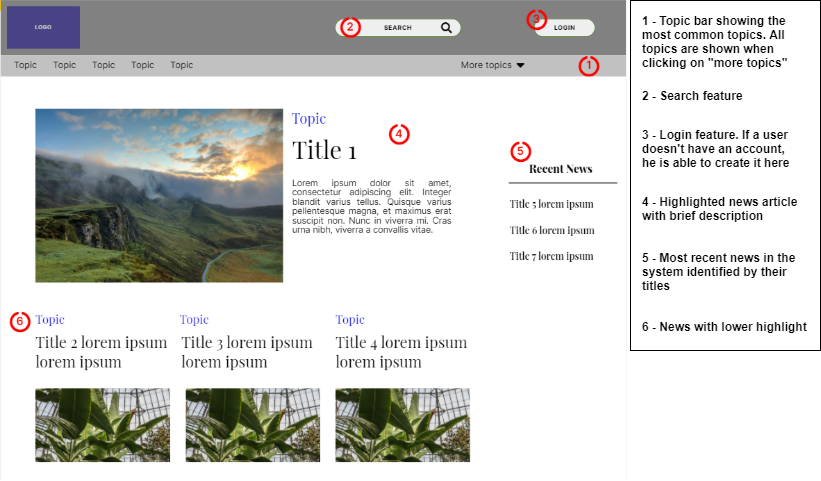 LOGO
2
SEARCH
3
LOGIN
Topic
Topic
Topic
Topic
Topic
More topics
1
Topic
4
Title 1
Lorem ipsum dolor sit amet,
consectetur adipiscing elit. Integer
blandit varius tellus. Quisque varius
pellentesque magna, et maximus erat
suscipit non. Nunc in viverra mi. Cras
urna nibh, viverra a convallis vitae.
5
Recent News
Title 5 lorem ipsum
Title 6 lorem ipsum
Title 7 lorem ipsum
6
Topic
Title 2 lorem ipsum
lorem ipsum
Topic
Title 3 lorem ipsum
lorem ipsum
Topic
Title 4 lorem ipsum
lorem ipsum
1 - Topic bar showing the
most common topics. All
topics are shown when
clicking on "more topics"
2 - Search feature
3 - Login feature. If a user
doesn't have an account,
he is able to create it here
4 - Highlighted news article
with brief description
5 - Most recent news in the
system identified by their
titles
6 - News with lower highlight